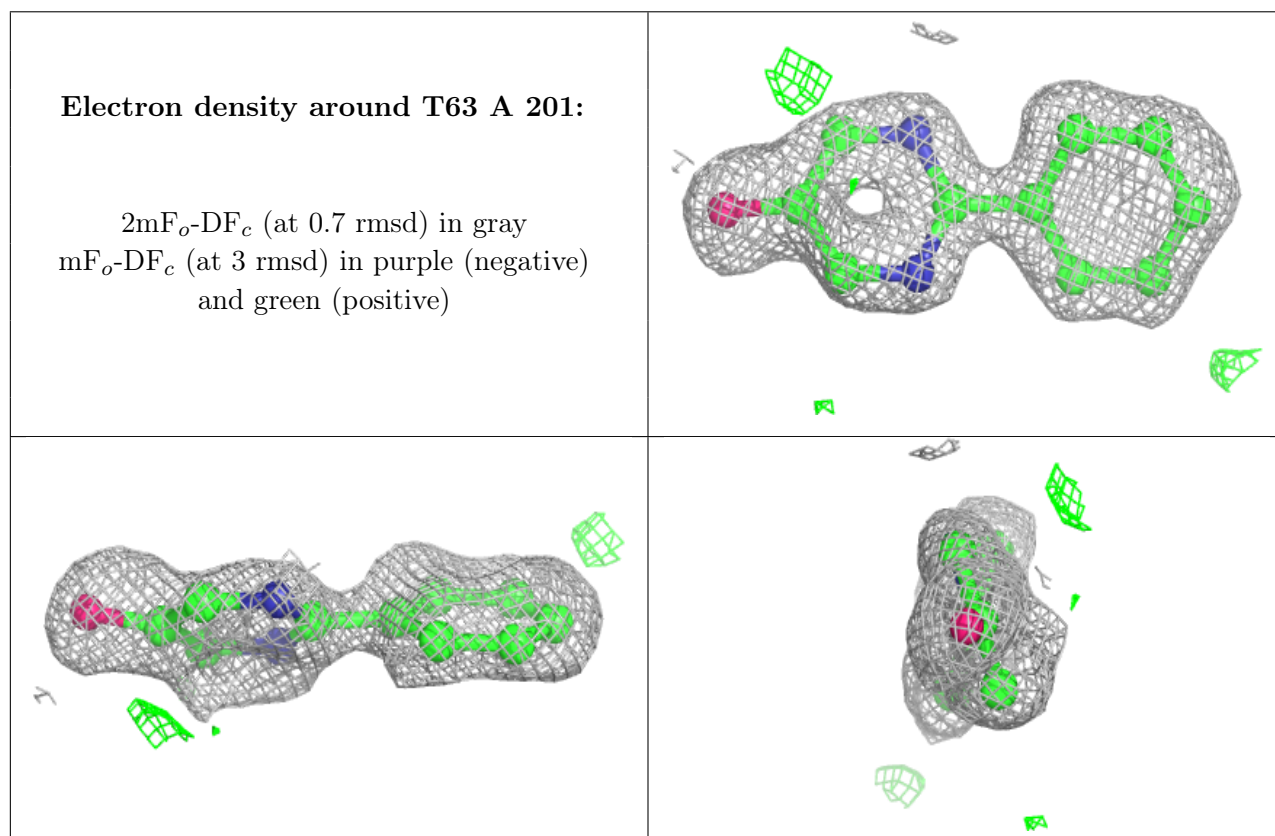 Electron density around T63 A 201:
2mFo-DFc (at 0.7 rmsd) in gray
mFo-DFc (at 3 rmsd) in purple (negative)
and green (positive)